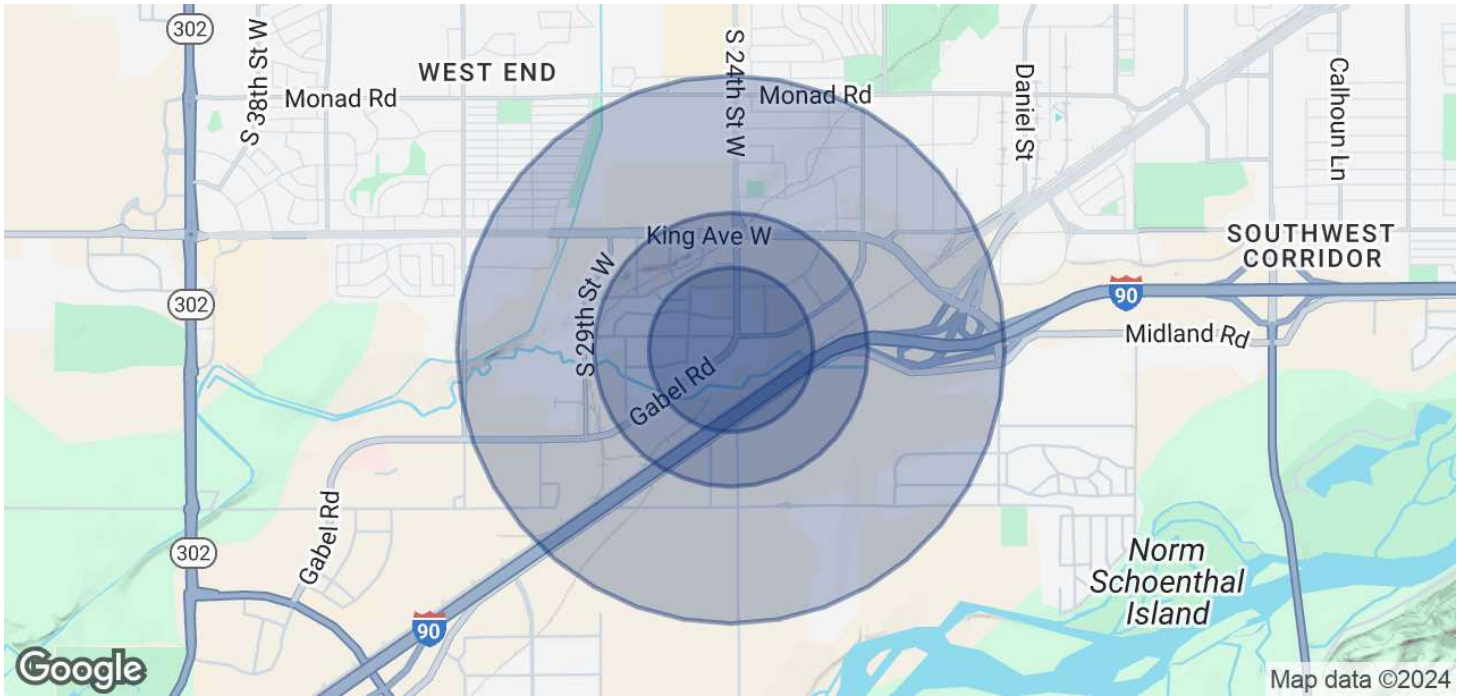 302
S 38th St W
WEST END
Monad Rd
S 24th St W
Monad Rd
Daniel St
Calhoun Ln
King Ave W
SOUTHWEST
CORRIDOR
S 29th St W
302
90
Midland Rd
Gabel Rd
Gabel Rd
302
Norm
Schoenthal
Island
90
Google
Map data ©2024